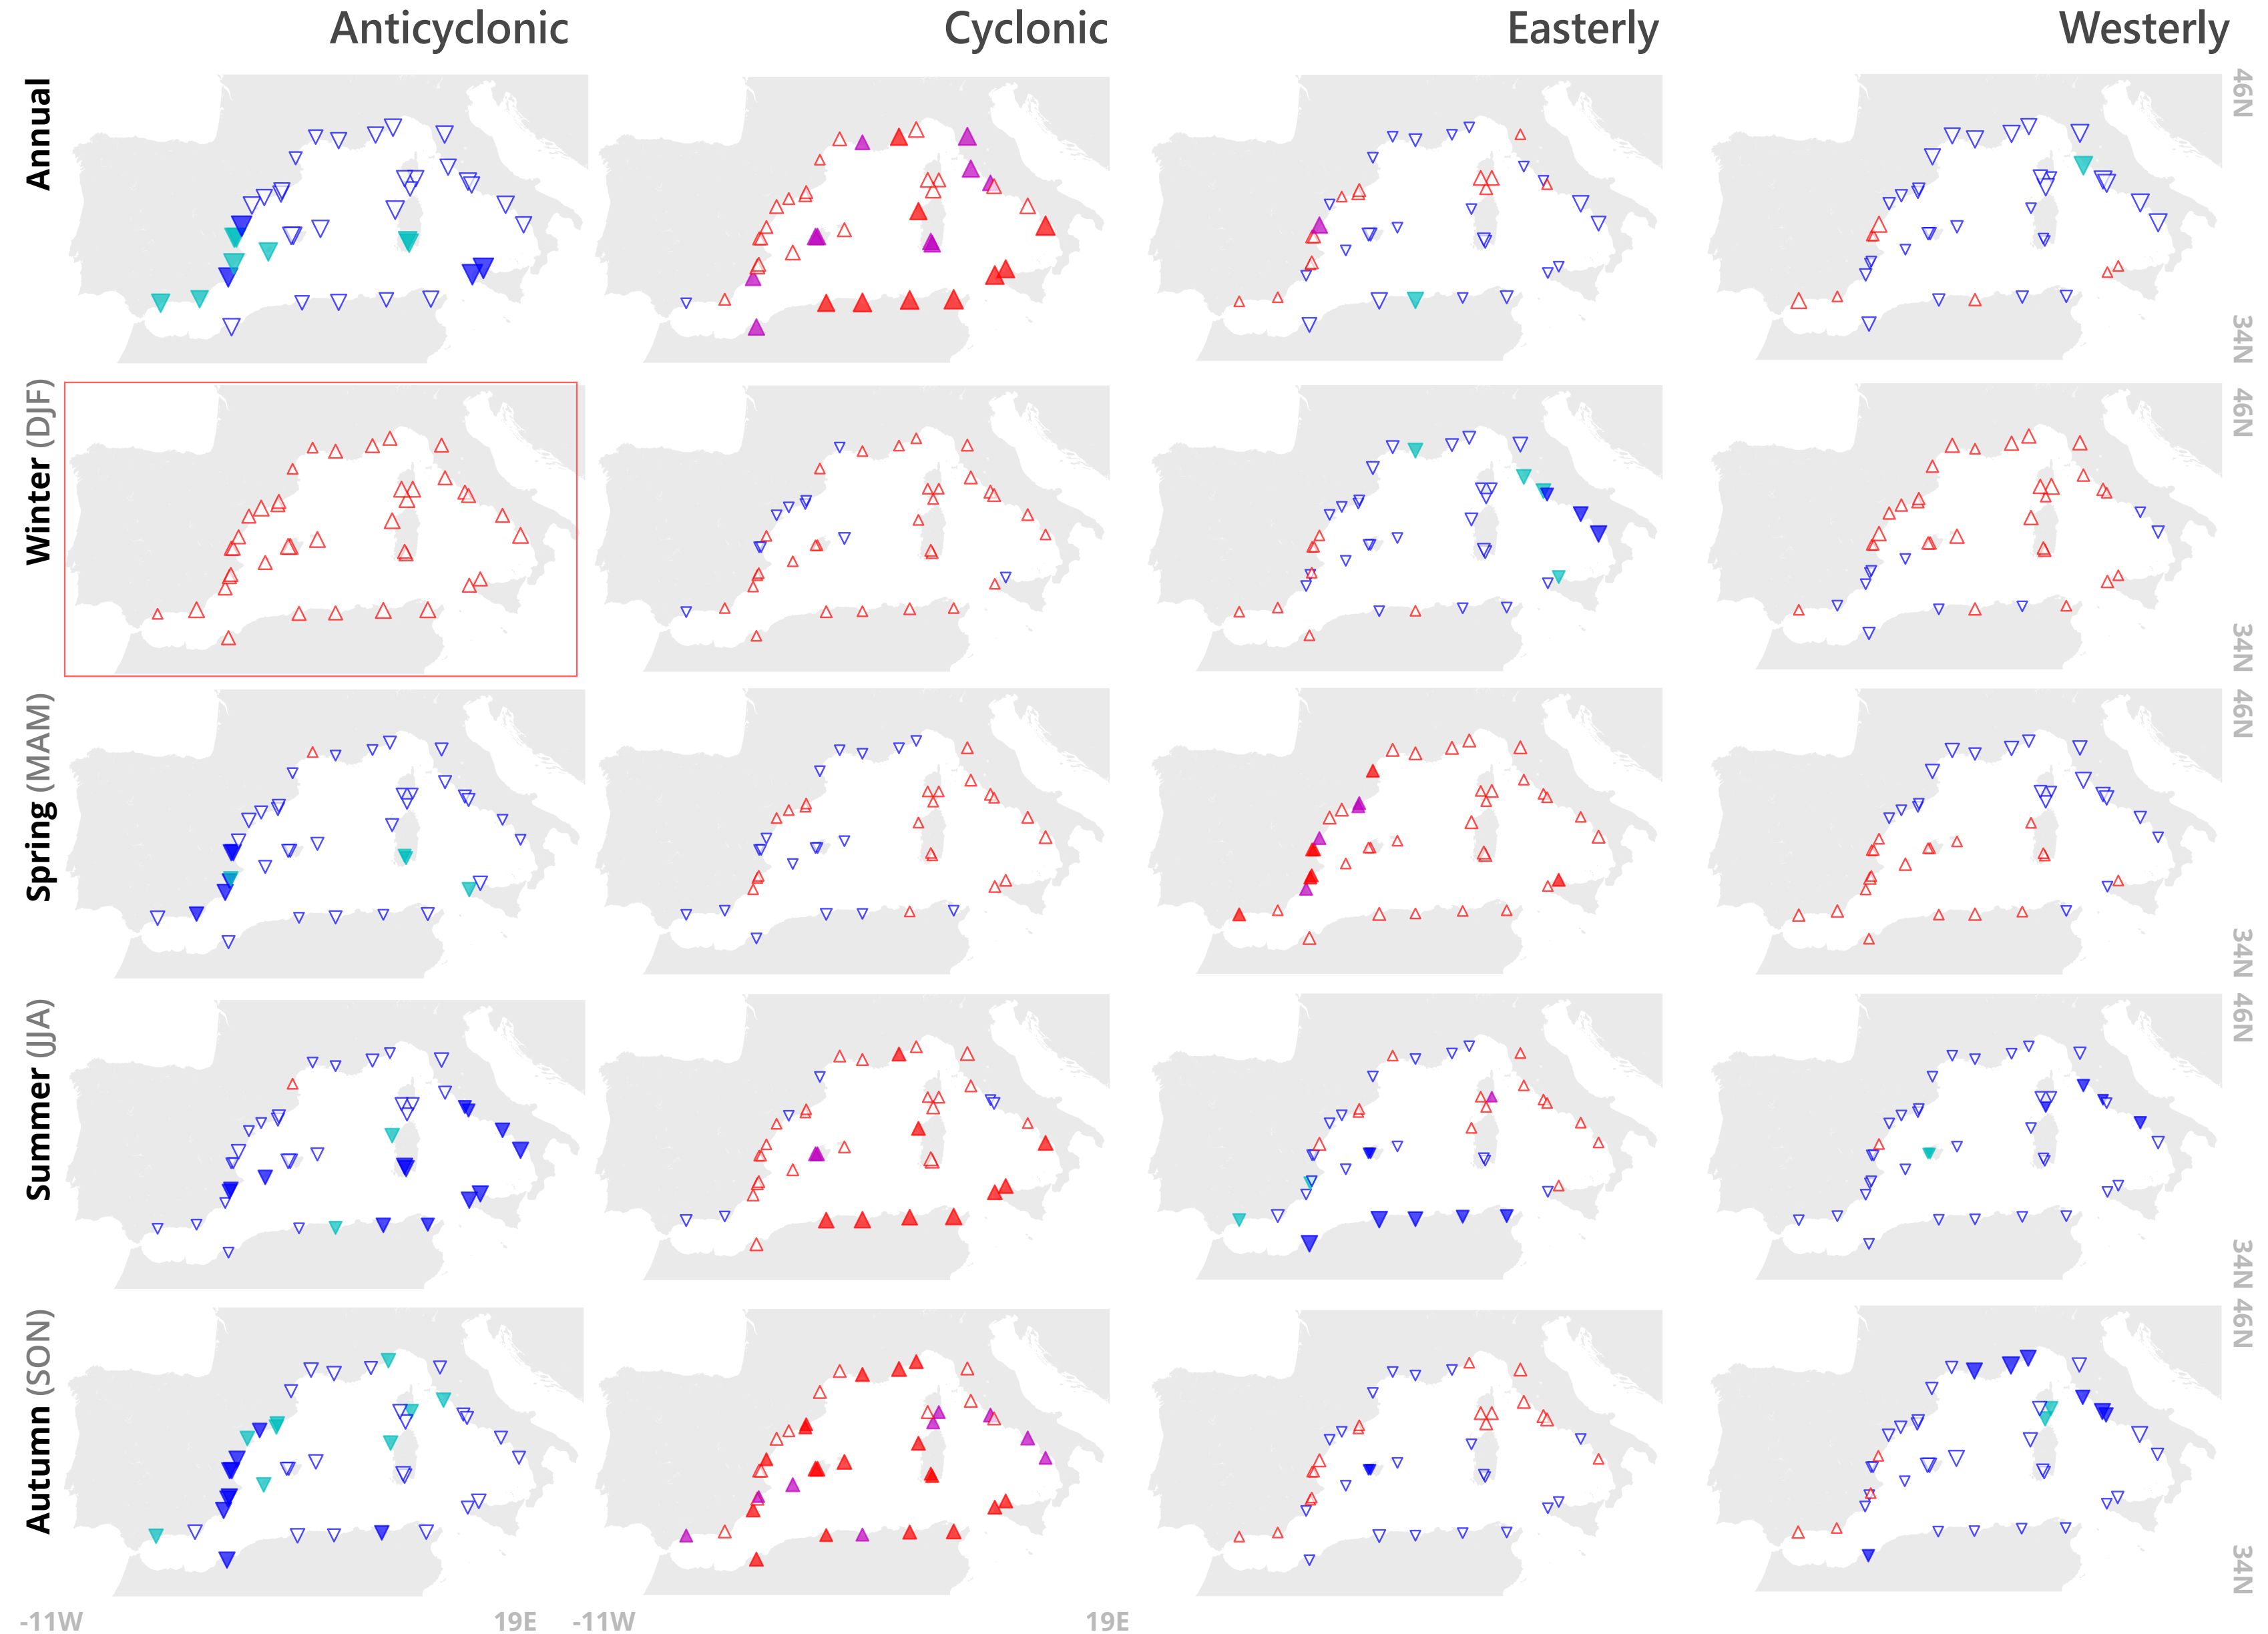 Anticyclonic Cyclonic Easterly Westerly
Annual
46N
34N
Winter (DJF)
46N
34N
Spring (MAM)
46N
34N
Summer (JJA)
46N
34N
Autumn (SON)
46N
34N
-11W 19E -11W 19E